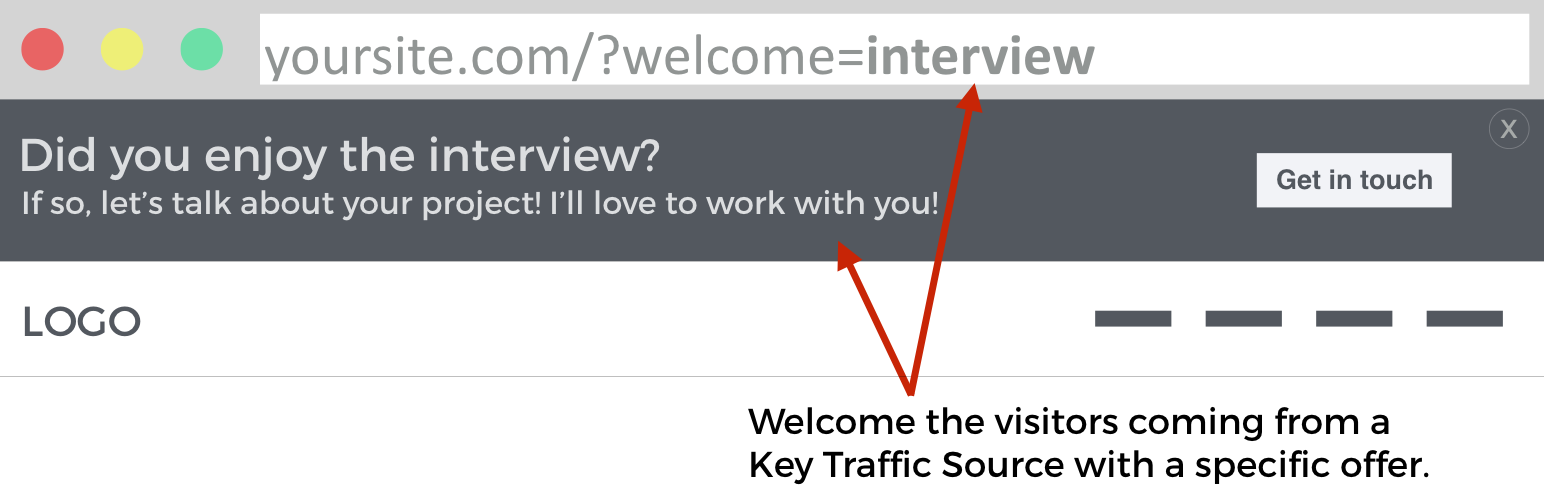 yoursite.com/?welcome=interview
X
Did you enjoy the interview?
If so, let’s talk about your project! I’ll love to work with you!
Get in touch
LOGO
Welcome the visitors coming from a
Key Traffic Source with a specific offer.